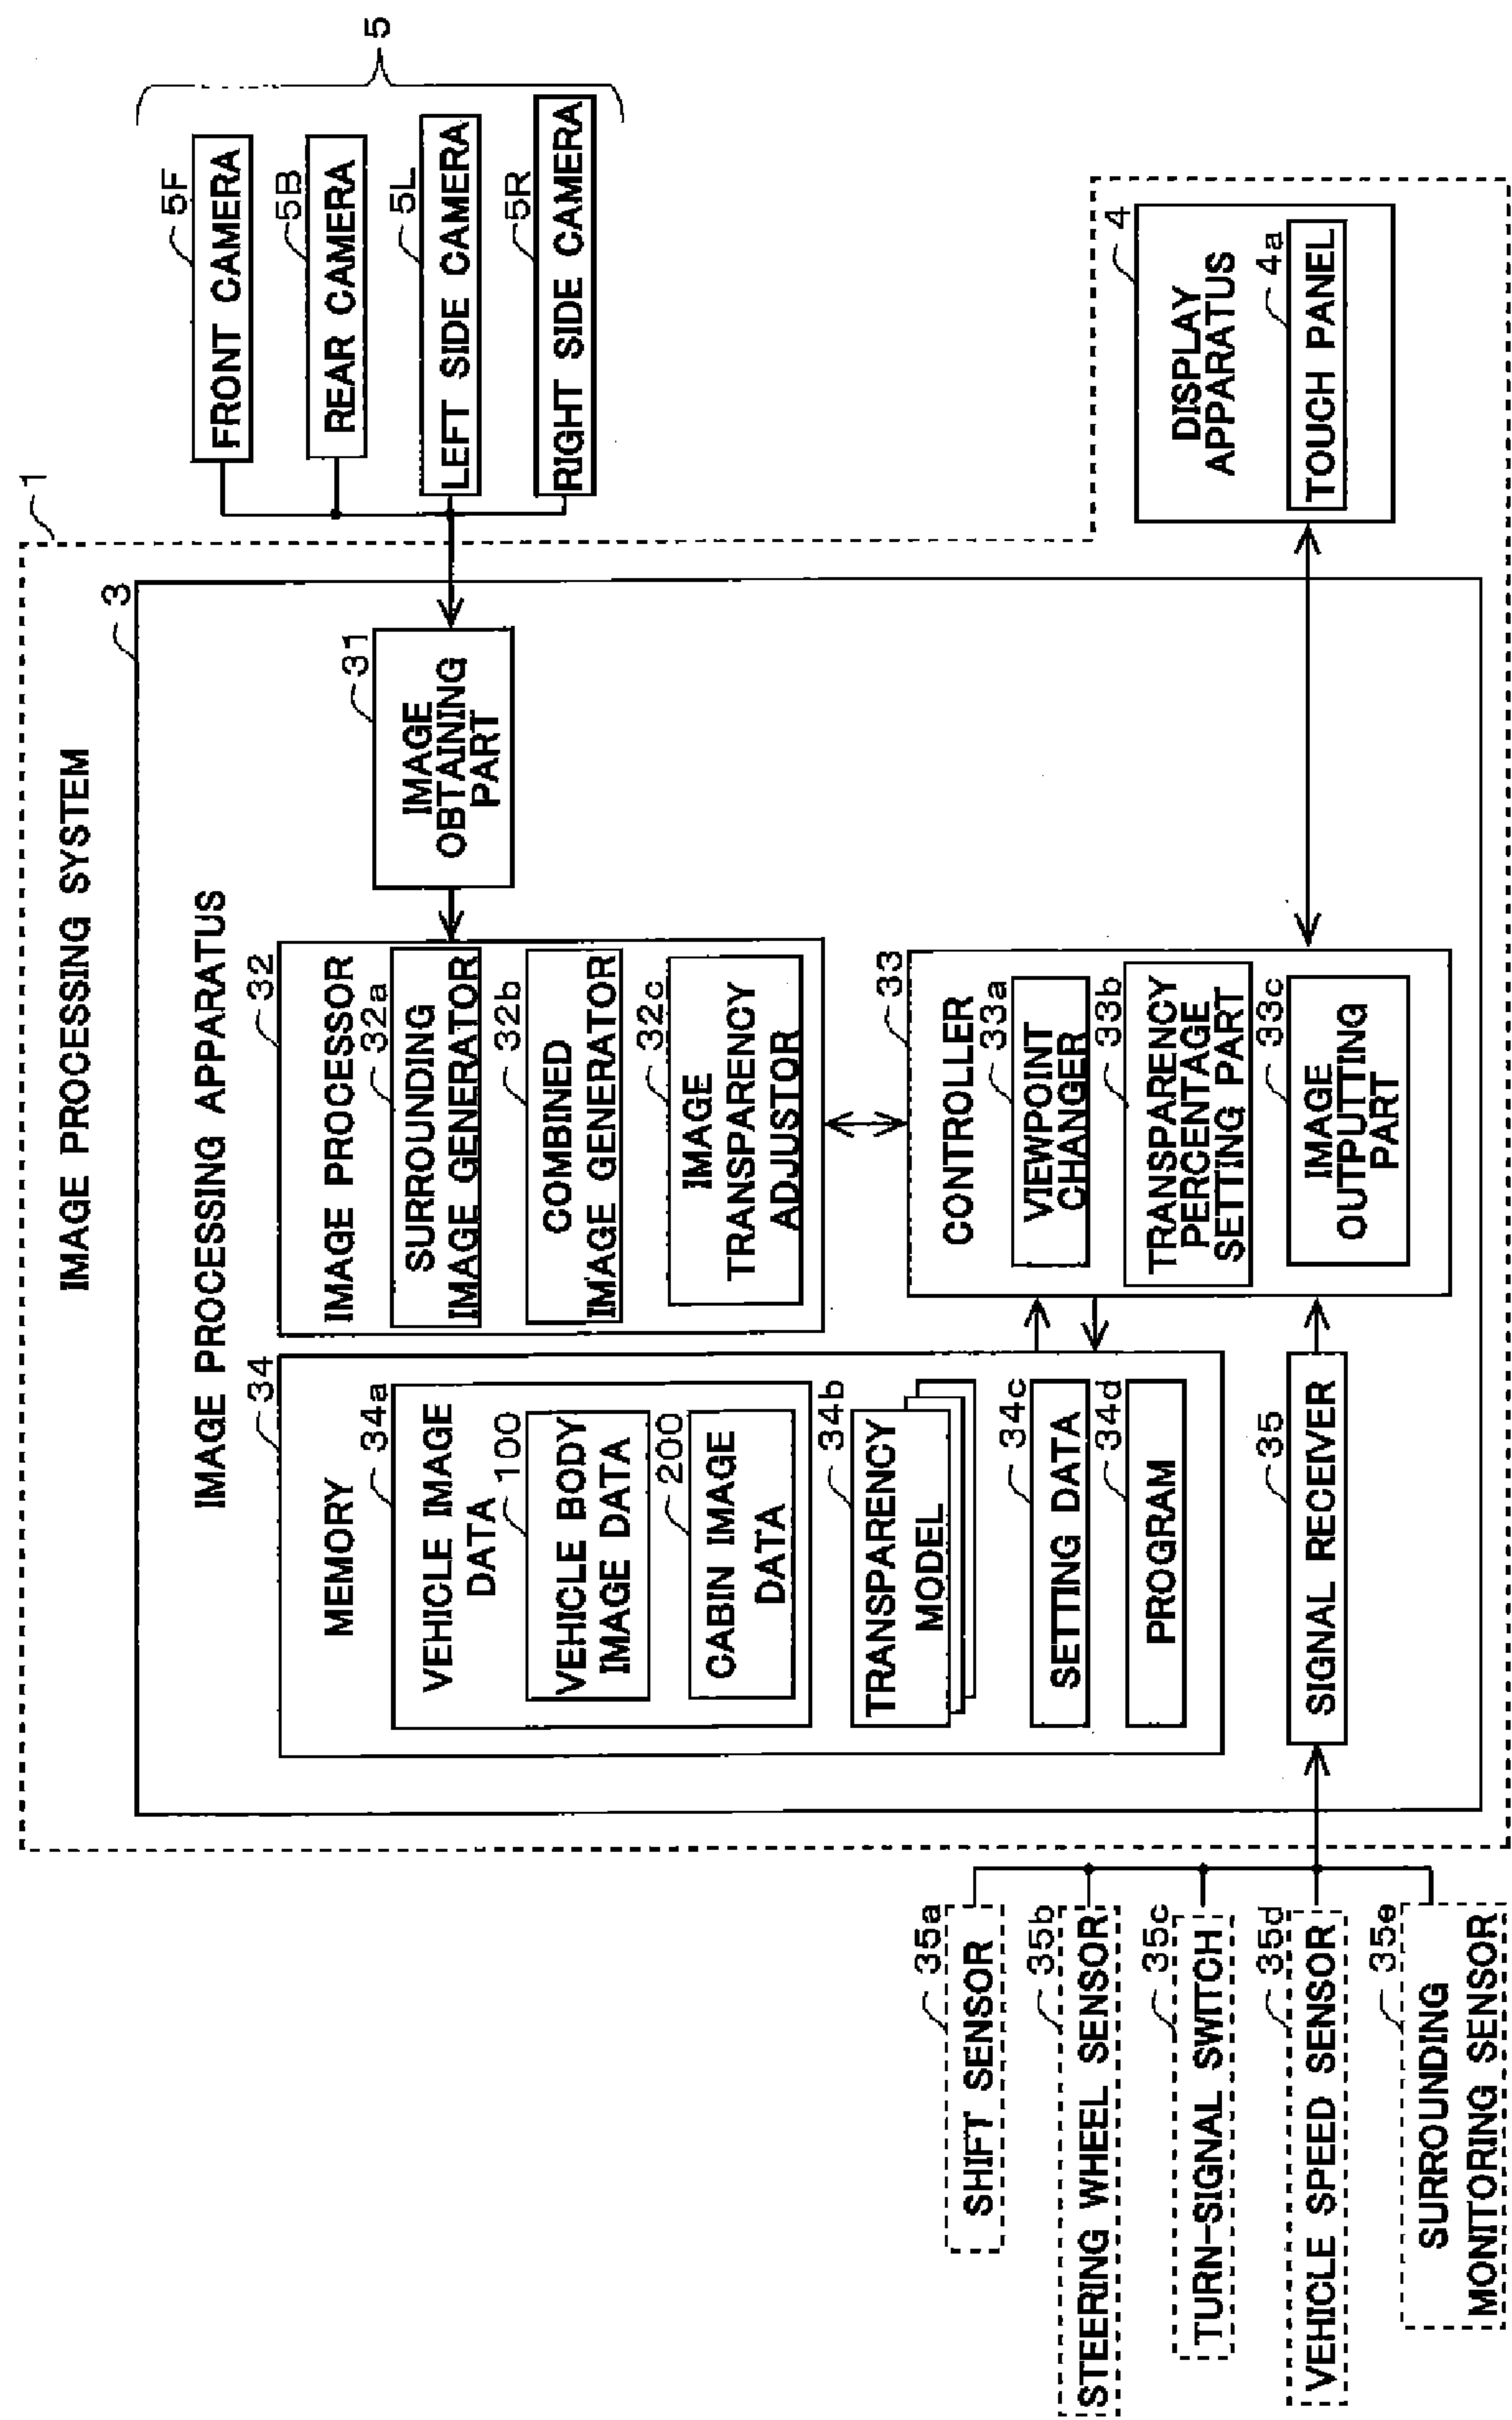 IMAGE PROCESSING SYSTEM
1
IMAGE PROCESSING APPARATUS
3
MEMORY
34
VEHICLE IMAGE
DATA
34a
VEHICLE BODY
IMAGE DATA
100
CABIN IMAGE
DATA
200
TRANSPARENCY
MODEL
34b
SETTING DATA
34c
PROGRAM
34d
IMAGE PROCESSOR
32
SURROUNDING
IMAGE GENERATOR
32a
COMBINED
IMAGE GENERATOR
32b
IMAGE
TRANSPARENCY
ADJUSTOR
32c
IMAGE
OBTAINING
PART
31
FRONT CAMERA
5F
REAR CAMERA
5B
LEFT SIDE CAMERA
5L
RIGHT SIDE CAMERA
5R
5
CONTROLLER
33
VIEWPOINT
CHANGER
33a
TRANSPARENCY
PERCENTAGE
SETTING PART
33b
IMAGE
OUTPUTTING
PART
33c
DISPLAY
APPARATUS
4
TOUCH PANEL
4a
SIGNAL RECEIVER
35
SHIFT SENSOR
35a
STEERING WHEEL SENSOR
35b
TURN-SIGNAL SWITCH
35c
VEHICLE SPEED SENSOR
35d
SURROUNDING
MONITORING SENSOR
35e